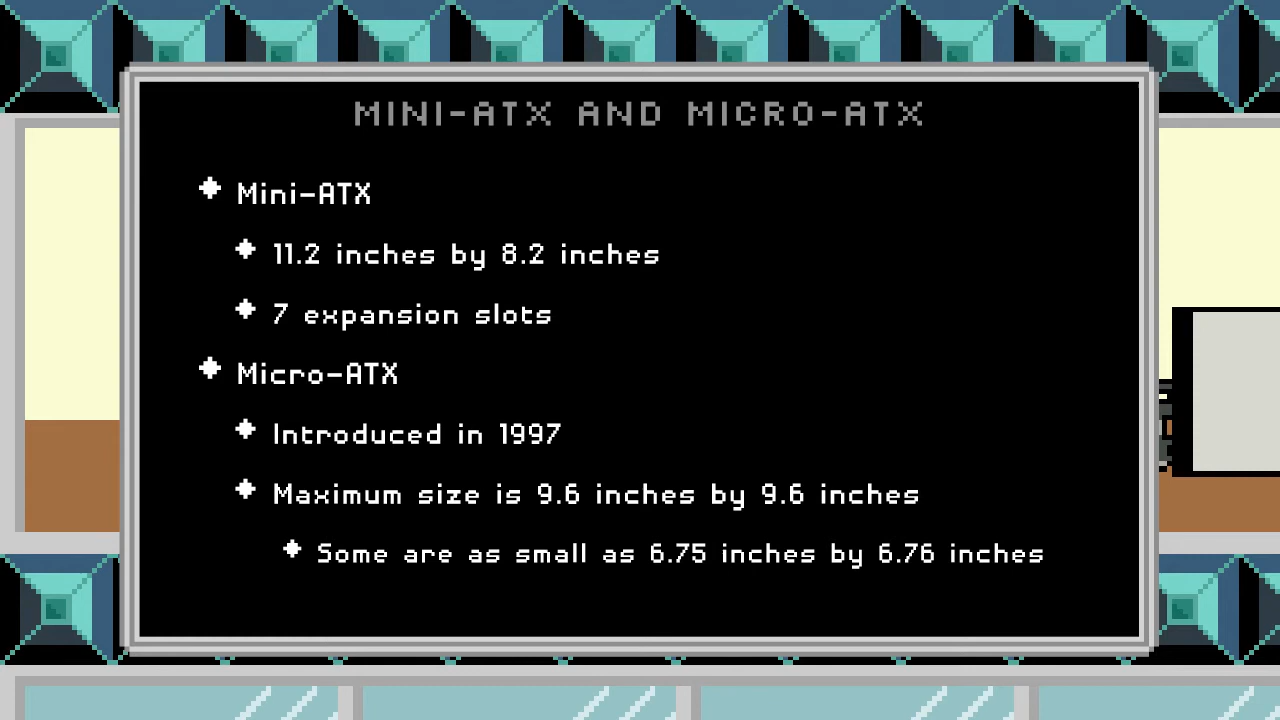 MINI-ATX AND MICRO-ATX
Mini-ATX
11.2 inches by 8.2 inches
7 expansion slots
Micro-ATX
Introduced in 1997
Maximum size is 9.6 inches by 9.6 inches
Some are as small as 6.75 inches by 6.76 inches